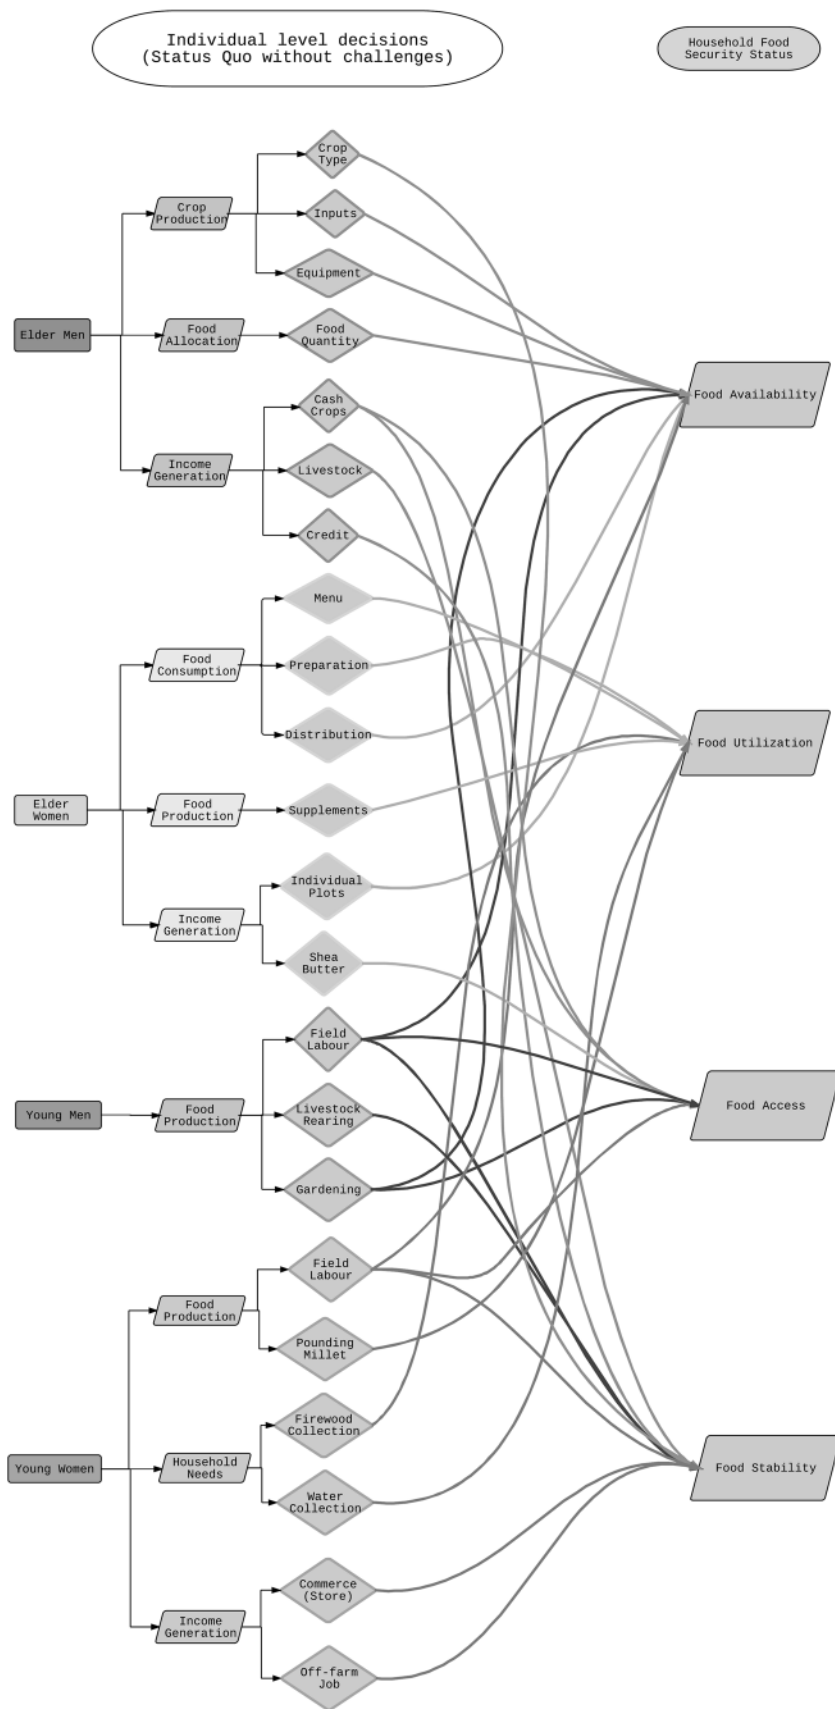 Individual level decisions
(Status Quo without challenges)
Household Food
Security Status
Crop
Type
Crop
Production
Inputs
Equipment
Elder Men
Food
Allocation
Food
Quantity
Food Availability
Cash
Crops
Income
Generation
Livestock
Credit
Menu
Food
Consumption
Preparation
Distribution
Food Utilization
Elder
Women
Food
Production
Supplements
Individual
Plots
Income
Generation
Shea
Butter
Field
Labour
Young Men
Food
Production
Livestock
Rearing
Food Access
Gardening
Field
Labour
Food
Production
Pounding
Millet
Firewood
Collection
Young Women
Household
Needs
Water
Collection
Food Stability
Commerce
(Store)
Income
Generation
Off-farm
Job